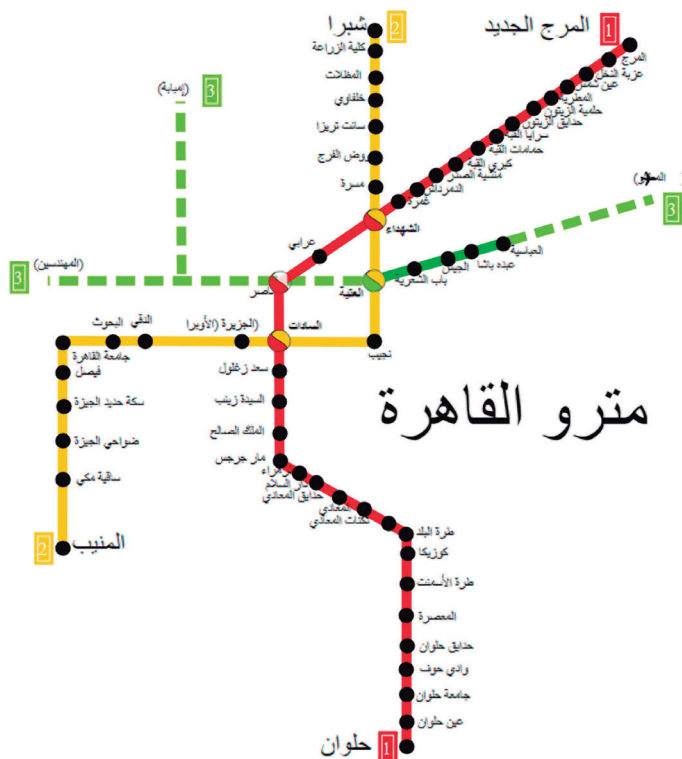 شبرا
2
كلية الزراعة
المظلات
خلفاوي
سانت تريزا
روض الفرج
مسرة
المرج الجديد
1
المرج
عزبة النخل
عين شمس
المطرية
حلمية الزيتون
حدايق الزيتون
سرايا القبة
حمامات القبة
كبري القبة
منشية الصدر
الدمرداش
غمرة
الشهداء
عرابي
ناصر
3
(إمبابة)
3
(المهندسين)
3
العباسية
عبده باشا
الجيش
باب الشعرية
العتبة
نجيب
السادات
(الجزيرة (الأوبرا
الدقي
البحوث
جامعة القاهرة
فيصل
سكة حديد الجيزة
ضواحي الجيزة
ساقية مكي
المنيب
2
سعد زغلول
السيدة زينب
الملك الصالح
مار جرجس
زهراء
دار السلام
حدايق المعادي
المعادي
ثكنات المعادي
طرة البلد
كوزيكا
طرة الأسمنت
المعصرة
حدايق حلوان
وادي حوف
جامعة حلوان
عين حلوان
حلوان
1
مترو القاهرة